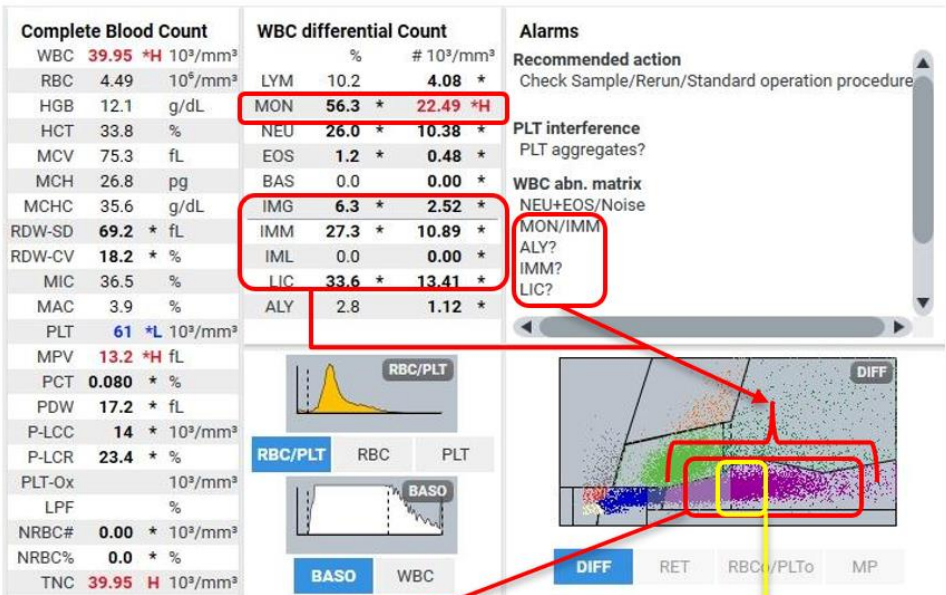 Complete Blood Count
WBC 39.95 *H 10³/mm³
RBC 4.49 10⁶/mm³
HGB 12.1 g/dL
HCT 33.8 %
MCV 75.3 fL
MCH 26.8 pg
MCHC 35.6 g/dL
RDW-SD 69.2 * fL
RDW-CV 18.2 * %
MIC 36.5 %
MAC 3.9 %
PLT 61 *L 10³/mm³
MPV 13.2 *H fL
PCT 0.080 * %
PDW 17.2 * fL
P-LCC 14 * 10³/mm³
P-LCR 23.4 * %
PLT-Ox 10³/mm³
LPF %
NRBC# 0.00 * 10³/mm³
NRBC% 0.0 * %
TNC 39.95 H 10³/mm³
WBC differential Count
% # 10³/mm³
LYM 10.2 4.08 *
MON 56.3 * 22.49 *H
NEU 26.0 * 10.38 *
EOS 1.2 * 0.48 *
BAS 0.0 0.00 *
IMG 6.3 * 2.52 *
IMM 27.3 * 10.89 *
IML 0.0 0.00 *
LIC 33.6 * 13.41 *
ALY 2.8 1.12 *
Alarms
Recommended action
Check Sample/Rerun/Standard operation procedure
PLT interference
PLT aggregates?
WBC abn. matrix
NEU+EOS/Noise
MON/IMM
ALY?
IMM?
LIC?
RBC/PLT
RBC/PLT RBC PLT
BASO
BASO WBC
DIFF
DIFF RET RBCo/PLTo MP